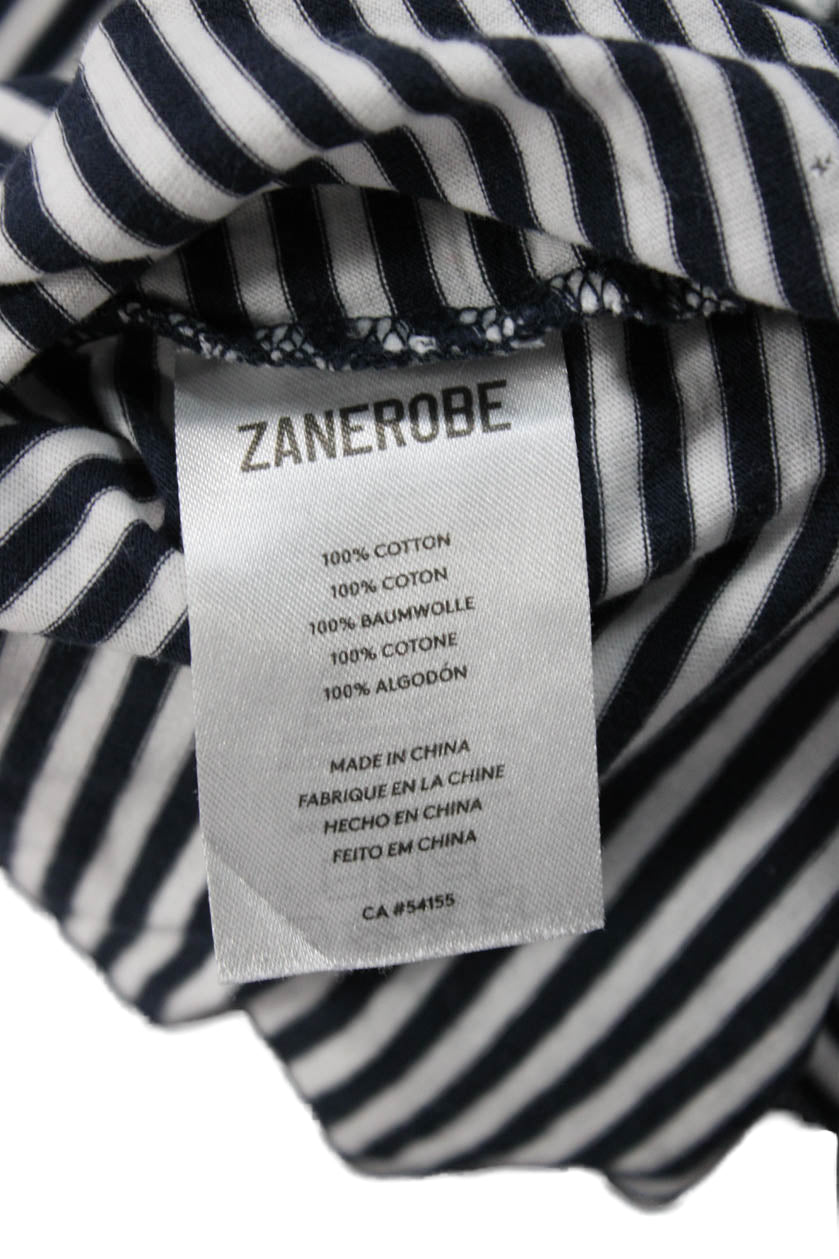 ZANEROBE
100% COTTON
100% COTON
100% BAUMWOLLE
100% COTONE
100% ALGODÓN
MADE IN CHINA
FABRIQUE EN LA CHINE
HECHO EN CHINA
FEITO EM CHINA
CA #54155